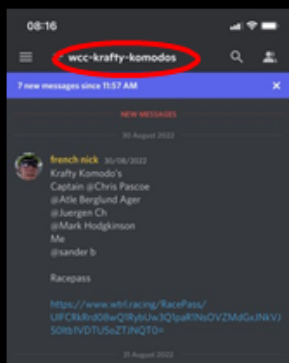 08:16
wcc-krafty-komodos
7 new messages since 11:57 AM
NEW MESSAGES
30 August 2022
french nick 30/08/2022
Krafty Komodo's
Captain @Chris Pascoe
@Atle Berglund Ager
@Juergen Ch
@Mark Hodgkinson
Me
@sander b
Racepass
https://www.wtrl.racing/RacePass/
31 August 2022